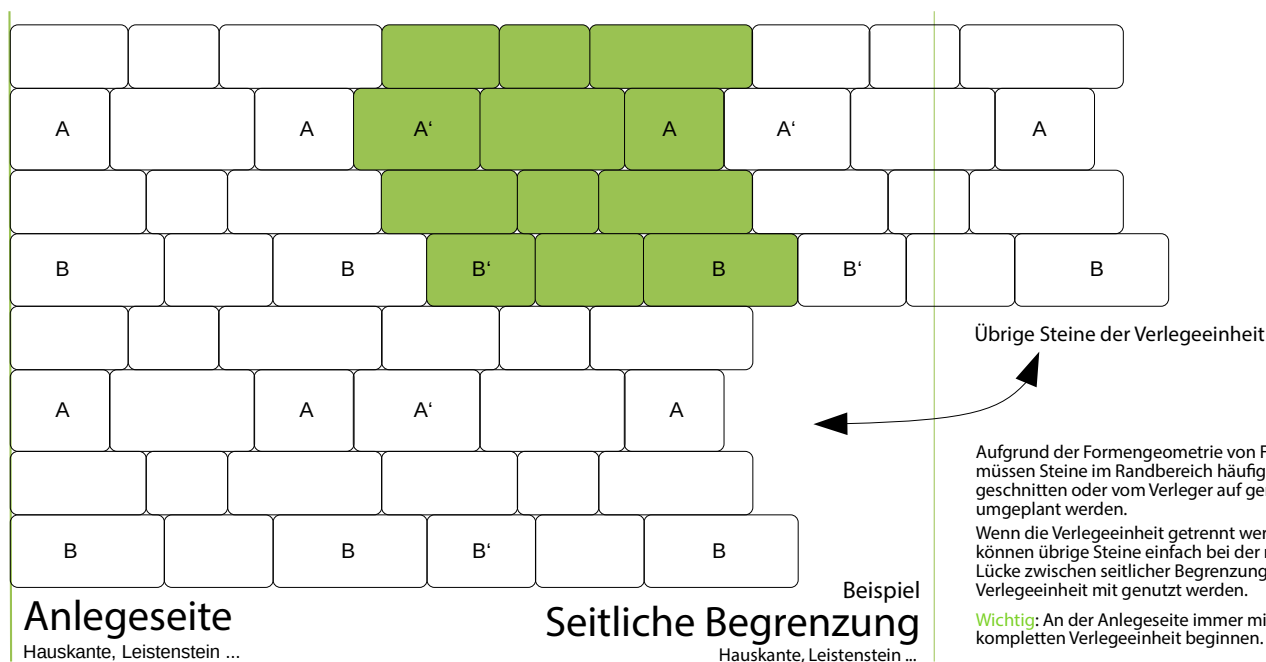 A A A‘ A A‘ A
B B B‘ B B‘ B
Übrige Steine der Verlegeeinheit
A A A‘ A
B B B‘ B
Aufgrund der Formengeometrie von
müssen Steine im Randbereich häufig
geschnitten oder vom Verleger auf
umgeplant werden.
Wenn die Verlegeeinheit getrennt
können übrige Steine einfach bei der
Lücke zwischen seitlicher Begrenzung
Verlegeeinheit mit genutzt werden.
Wichtig: An der Anlegeseite immer
kompletten Verlegeeinheit beginnen.
Anlegeseite
Hauskante, Leistenstein ...
Beispiel
Seitliche Begrenzung
Hauskante, Leistenstein ...